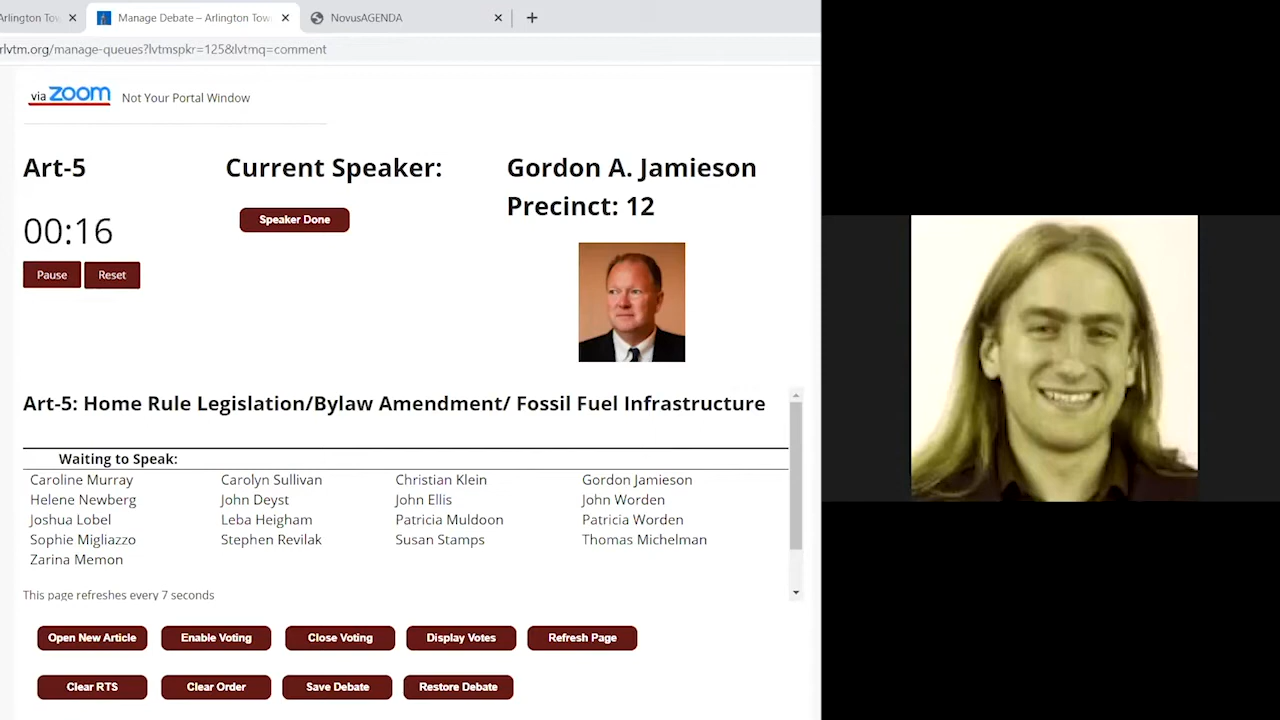 Arlington Tow
Manage Debate – Arlington Tow
NovusAGENDA
rlvtm.org/manage-queues?lvtmspkr=125&lvtmq=comment
via zoom Not Your Portal Window
Art-5 Current Speaker: Gordon A. Jamieson
Precinct: 12
Speaker Done
00:16
Pause Reset
Art-5: Home Rule Legislation/Bylaw Amendment/ Fossil Fuel Infrastructure
Waiting to Speak:
Caroline Murray Carolyn Sullivan Christian Klein Gordon Jamieson
Helene Newberg John Deyst John Ellis John Worden
Joshua Lobel Leba Heigham Patricia Muldoon Patricia Worden
Sophie Migliazzo Stephen Revilak Susan Stamps Thomas Michelman
Zarina Memon
This page refreshes every 7 seconds
Open New Article Enable Voting Close Voting Display Votes Refresh Page
Clear RTS Clear Order Save Debate Restore Debate